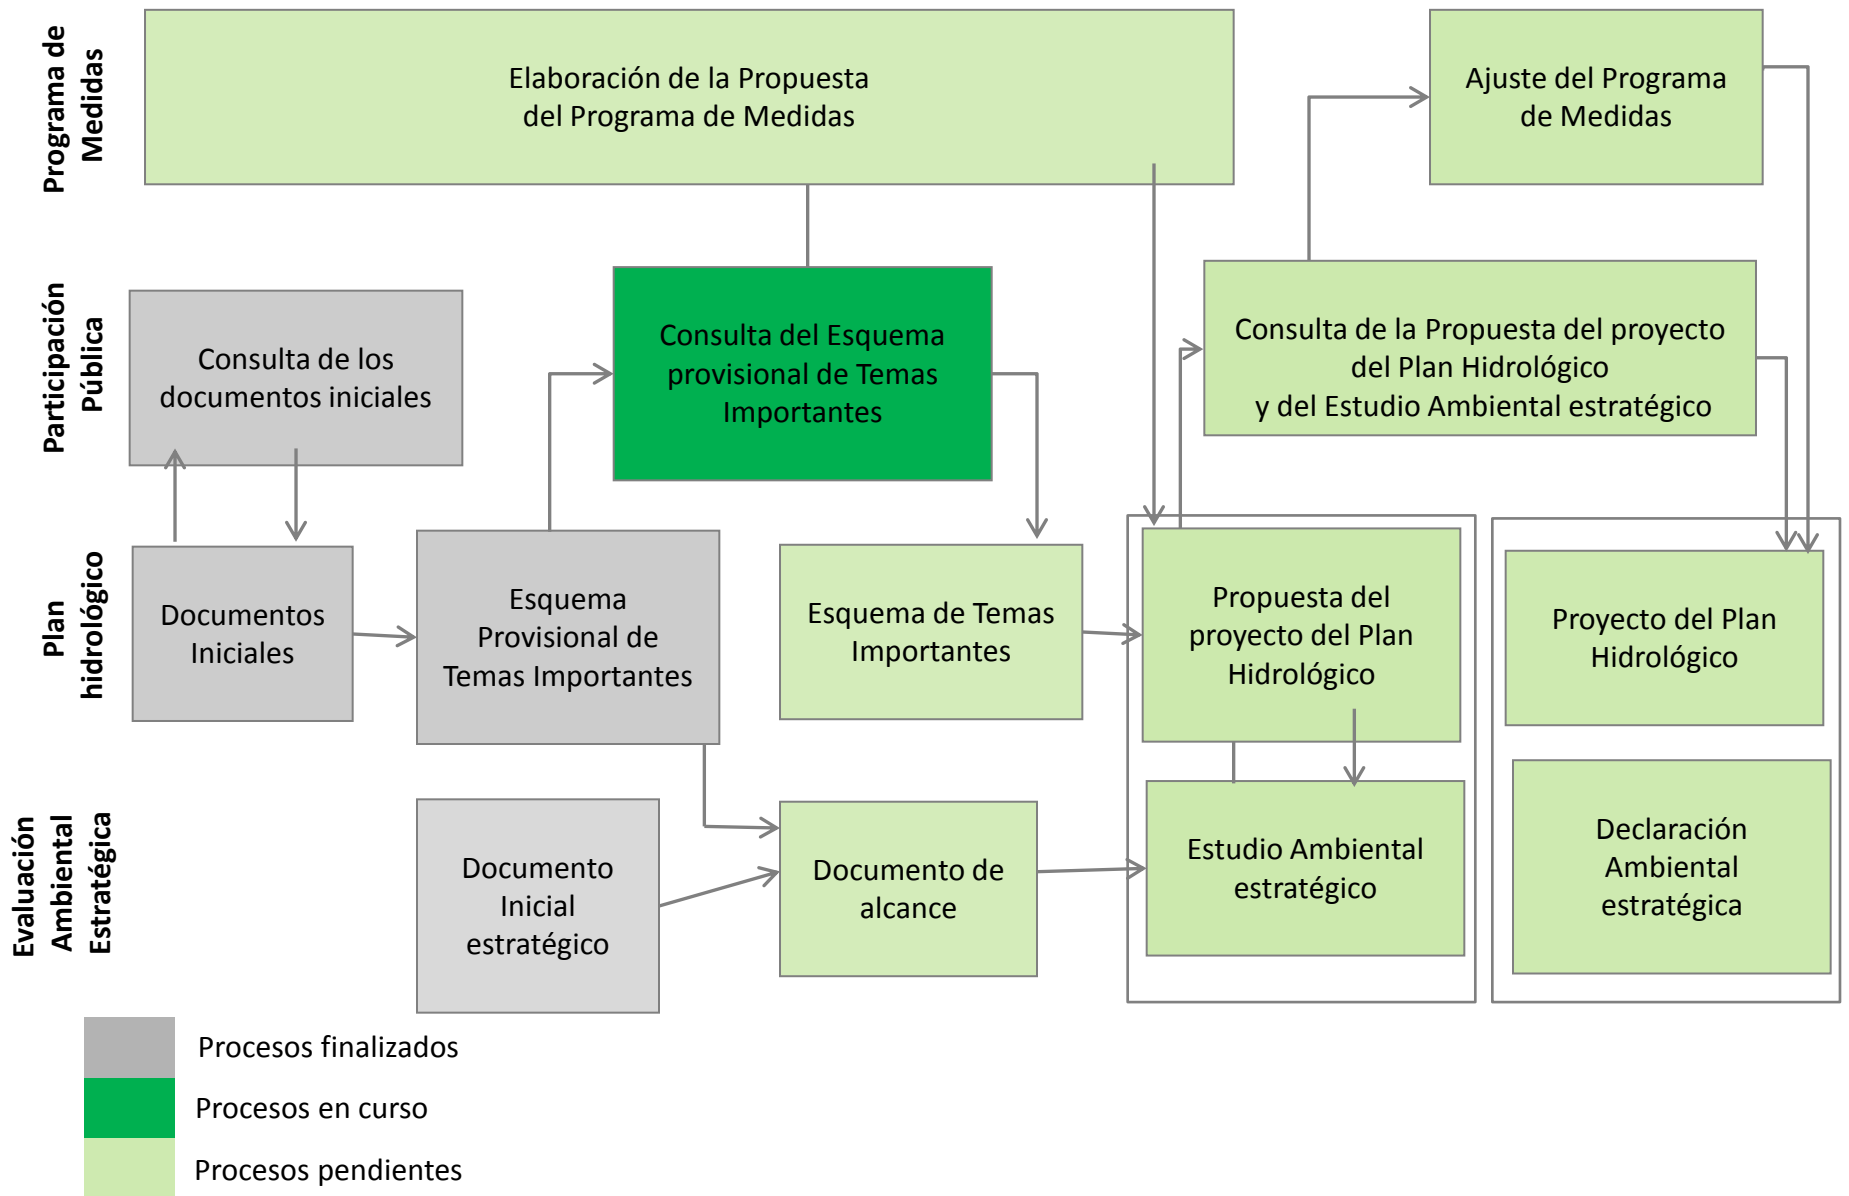 Programa de
Medidas
Elaboración de la Propuesta
del Programa de Medidas
Ajuste del Programa
de Medidas
Participación
Pública
Consulta de los
documentos iniciales
Consulta del Esquema
provisional de Temas
Importantes
Consulta de la Propuesta del proyecto
del Plan Hidrológico
y del Estudio Ambiental estratégico
Plan
hidrológico
Documentos
Iniciales
Esquema
Provisional de
Temas Importantes
Esquema de Temas
Importantes
Propuesta del
proyecto del Plan
Hidrológico
Proyecto del Plan
Hidrológico
Evaluación
Ambiental
Estratégica
Documento
Inicial
estratégico
Documento de
alcance
Estudio Ambiental
estratégico
Declaración
Ambiental
estratégica
Procesos finalizados
Procesos en curso
Procesos pendientes